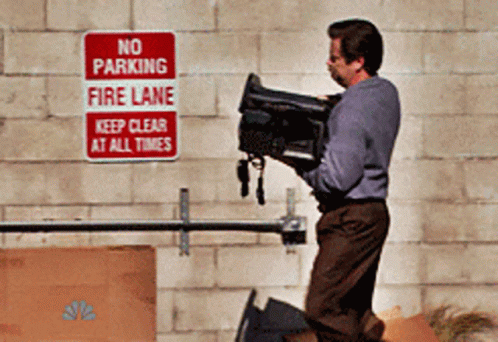 NO
PARKING
FIRE LANE
KEEP CLEAR
AT ALL TIMES